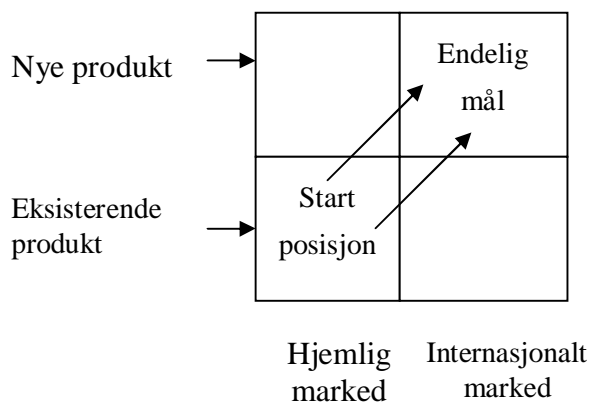 Nye produkt
Endelig
mål
Eksisterende
produkt
Start
posisjon
Hjemlig
marked
Internasjonalt
marked